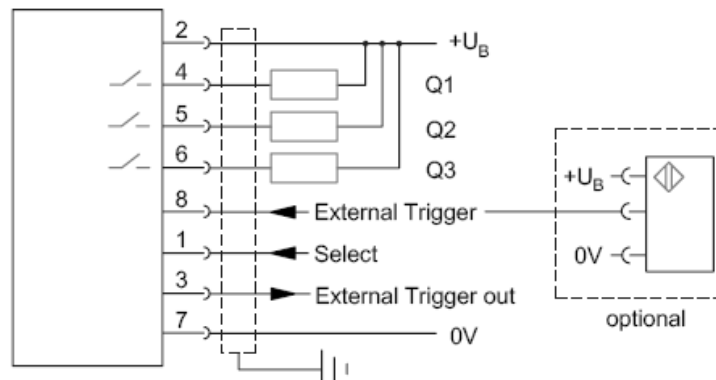 2 +U_B
4 Q1
5 Q2
6 Q3
8 External Trigger
1 Select
3 External Trigger out
7 0V
+U_B
0V
optional